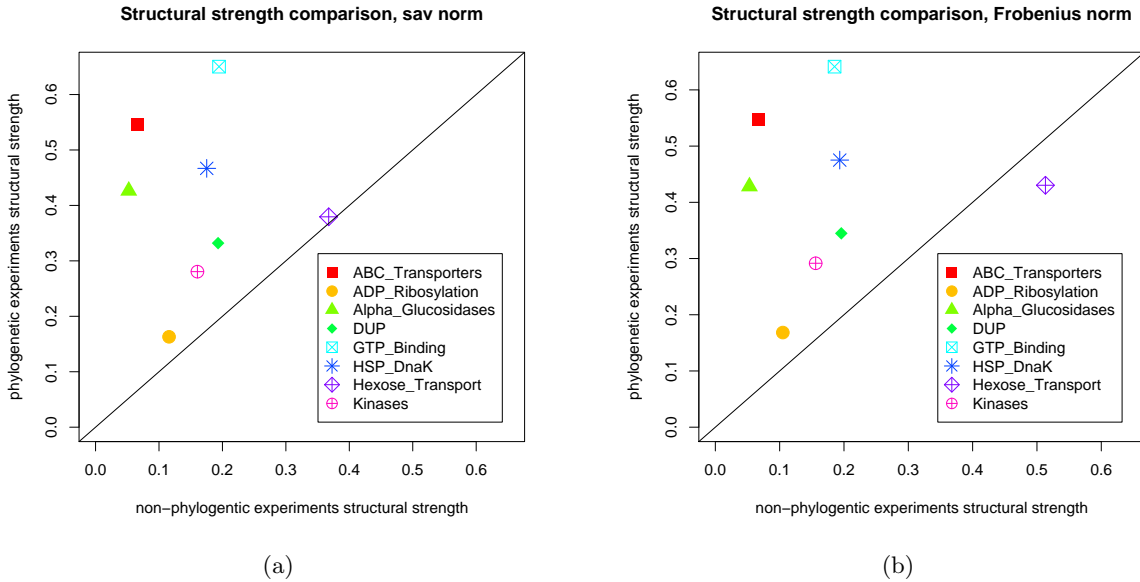 Structural strength comparison, sav norm
phylogenetic experiments structural strength
0.6
0.5
0.4
0.3
0.2
0.1
0.0
ABC_Transporters
ADP_Ribosylation
Alpha_Glucosidases
DUP
GTP_Binding
HSP_DnaK
Hexose_Transport
Kinases
0.0 0.1 0.2 0.3 0.4 0.5 0.6
non-phylogentic experiments structural strength
(a)
Structural strength comparison, Frobenius norm
phylogenetic experiments structural strength
0.6
0.5
0.4
0.3
0.2
0.1
0.0
ABC_Transporters
ADP_Ribosylation
Alpha_Glucosidases
DUP
GTP_Binding
HSP_DnaK
Hexose_Transport
Kinases
0.0 0.1 0.2 0.3 0.4 0.5 0.6
non-phylogentic experiments structural strength
(b)